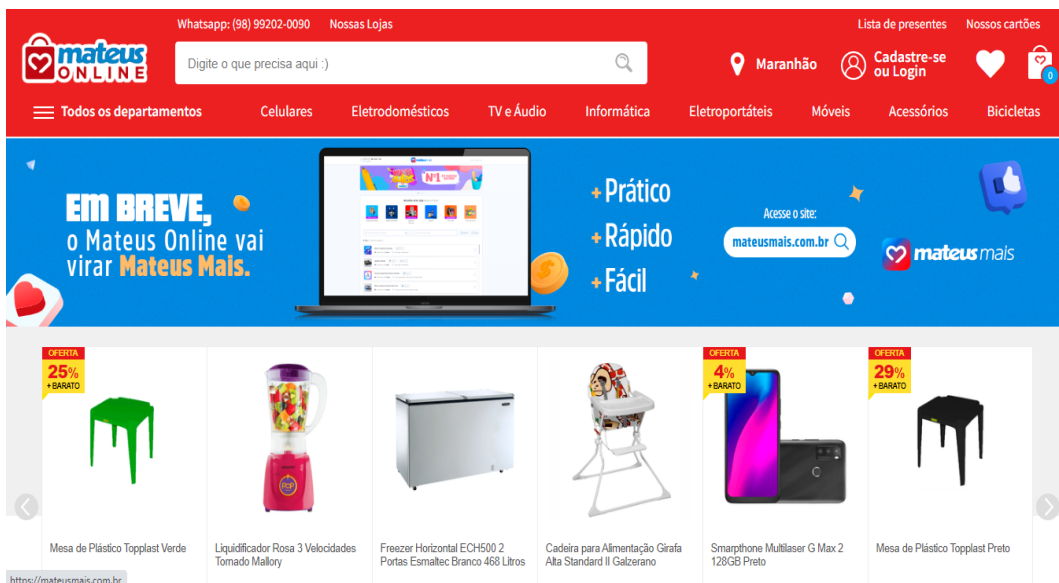 Whatsapp: (98) 99202-0090 Nossas Lojas Lista de presentes Nossos cartões
mateus
ONLINE
Digite o que precisa aqui :)
Maranhão
Cadastre-se
ou Login
0
Todos os departamentos Celulares Eletrodomésticos TV e Áudio Informática Eletroportáteis Móveis Acessórios Bicicletas
EM BREVE,
o Mateus Online vai
virar Mateus Mais.
Nº1
+ Prático
+ Rápido
+ Fácil
Acesse o site:
mateusmais.com.br
mateus mais
OFERTA
25%
+ BARATO
OFERTA
4%
+ BARATO
OFERTA
29%
+ BARATO
POP
Mesa de Plástico Topplast Verde
Liquidificador Rosa 3 Velocidades
Tornado Mallory
Freezer Horizontal ECH500 2
Portas Esmaltec Branco 468 Litros
Cadeira para Alimentação Girafa
Alta Standard II Galzerano
Smarpthone Multilaser G Max 2
128GB Preto
Mesa de Plástico Topplast Preto
https://mateusmais.com.br